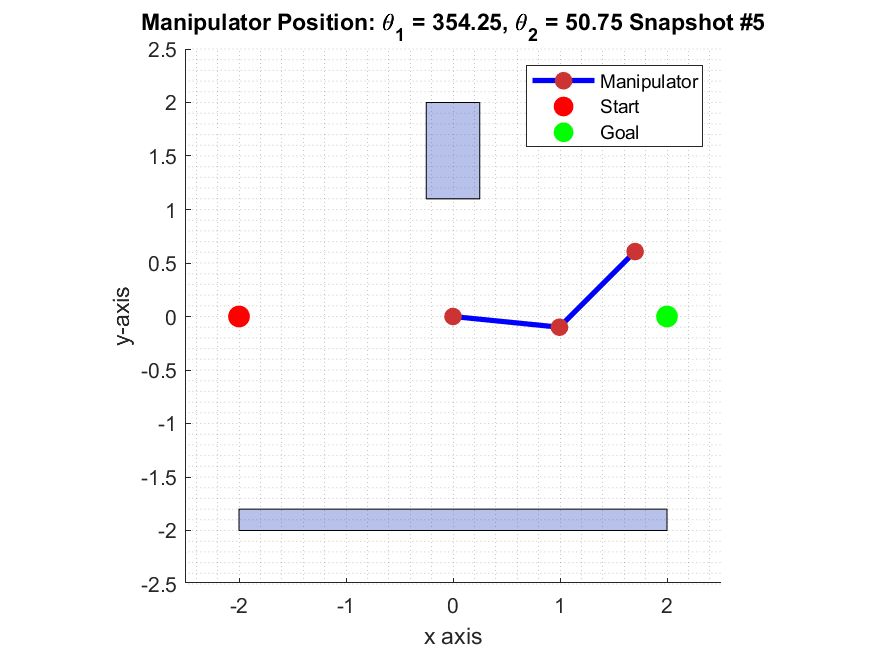 Manipulator Position: θ1 = 354.25, θ2 = 50.75 Snapshot #5
Manipulator
Start
Goal
2.5
2
1.5
1
0.5
0
-0.5
-1
-1.5
-2
-2.5
y-axis
-2 -1 0 1 2
x axis